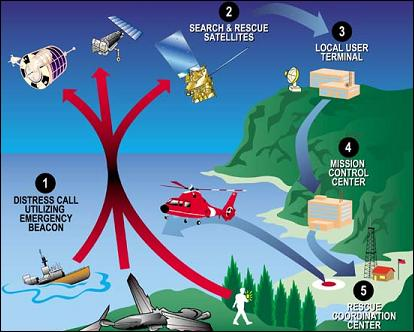 1
DISTRESS CALL
UTILIZING
EMERGENCY
BEACON
2
SEARCH & RESCUE
SATELLITES
3
LOCAL USER
TERMINAL
4
MISSION
CONTROL
CENTER
5
RESCUE
COORDINATION
CENTER